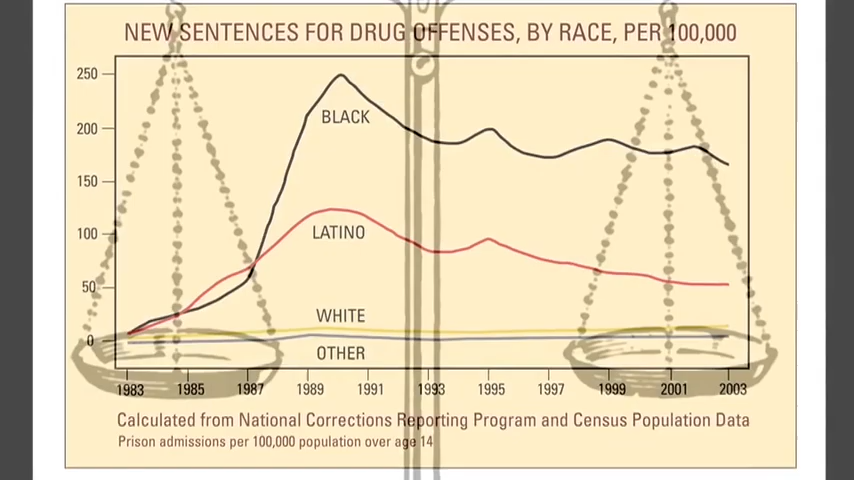 NEW SENTENCES FOR DRUG OFFENSES, BY RACE, PER 100,000
250
200
150
100
50
0
BLACK
LATINO
WHITE
OTHER
1983 1985 1987 1989 1991 1993 1995 1997 1999 2001 2003
Calculated from National Corrections Reporting Program and Census Population Data
Prison admissions per 100,000 population over age 14